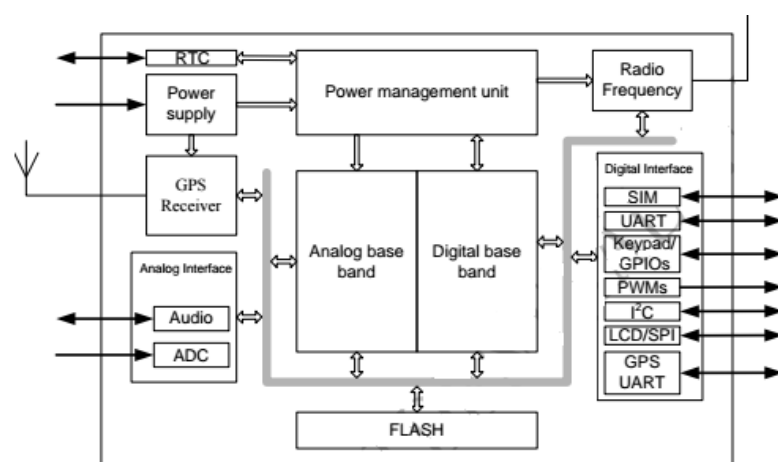 RTC
Power
supply
Power management unit
Radio
Frequency
GPS
Receiver
Analog base
band
Digital base
band
Analog Interface
Audio
ADC
Digital Interface
SIM
UART
Keypad/
GPIOs
PWMs
I²C
LCD/SPI
GPS
UART
FLASH